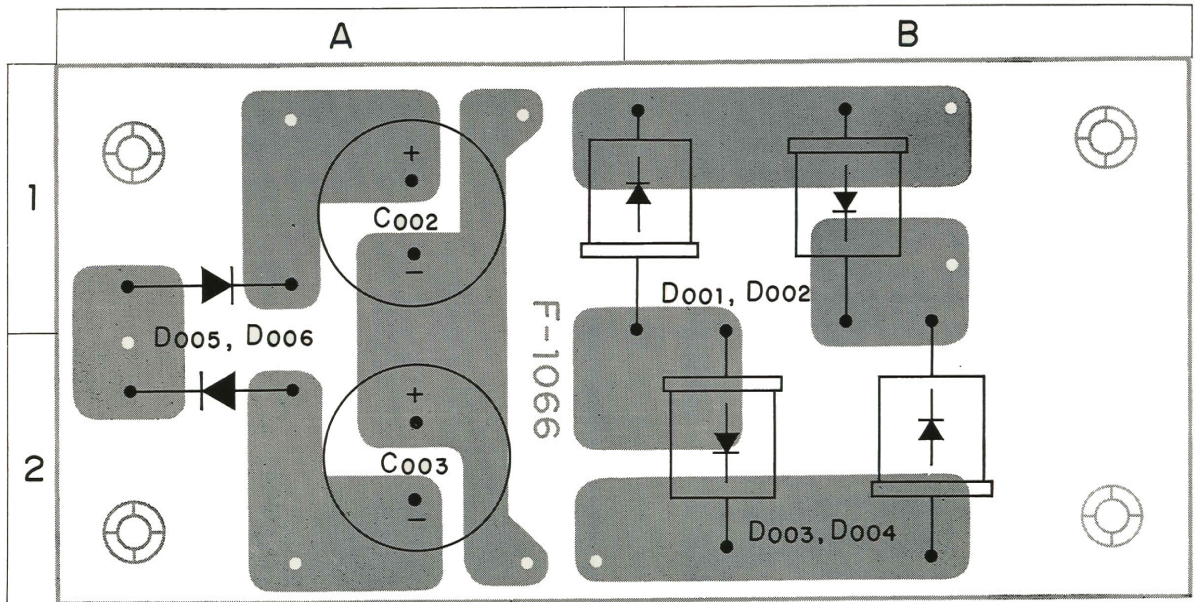 A
B
1
+
C002
−
D001, D002
D005, D006
F-1066
2
+
C003
−
D003, D004